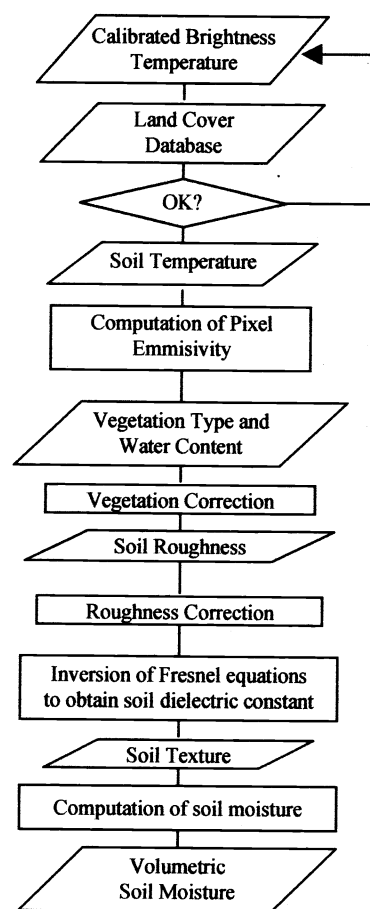 Calibrated Brightness
Temperature
Land Cover
Database
OK?
Soil Temperature
Computation of Pixel
Emmisivity
Vegetation Type and
Water Content
Vegetation Correction
Soil Roughness
Roughness Correction
Inversion of Fresnel equations
to obtain soil dielectric constant
Soil Texture
Computation of soil moisture
Volumetric
Soil Moisture